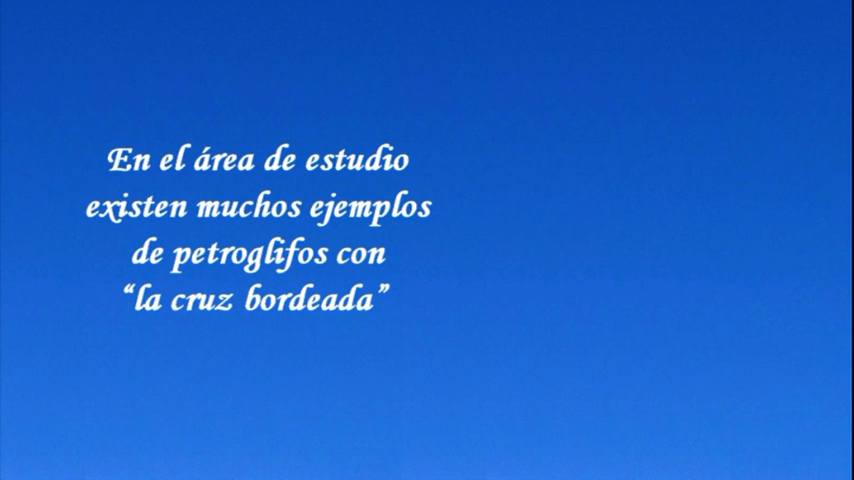 En el área de estudio
existen muchos ejemplos
de petroglifos con
“la cruz bordeada”